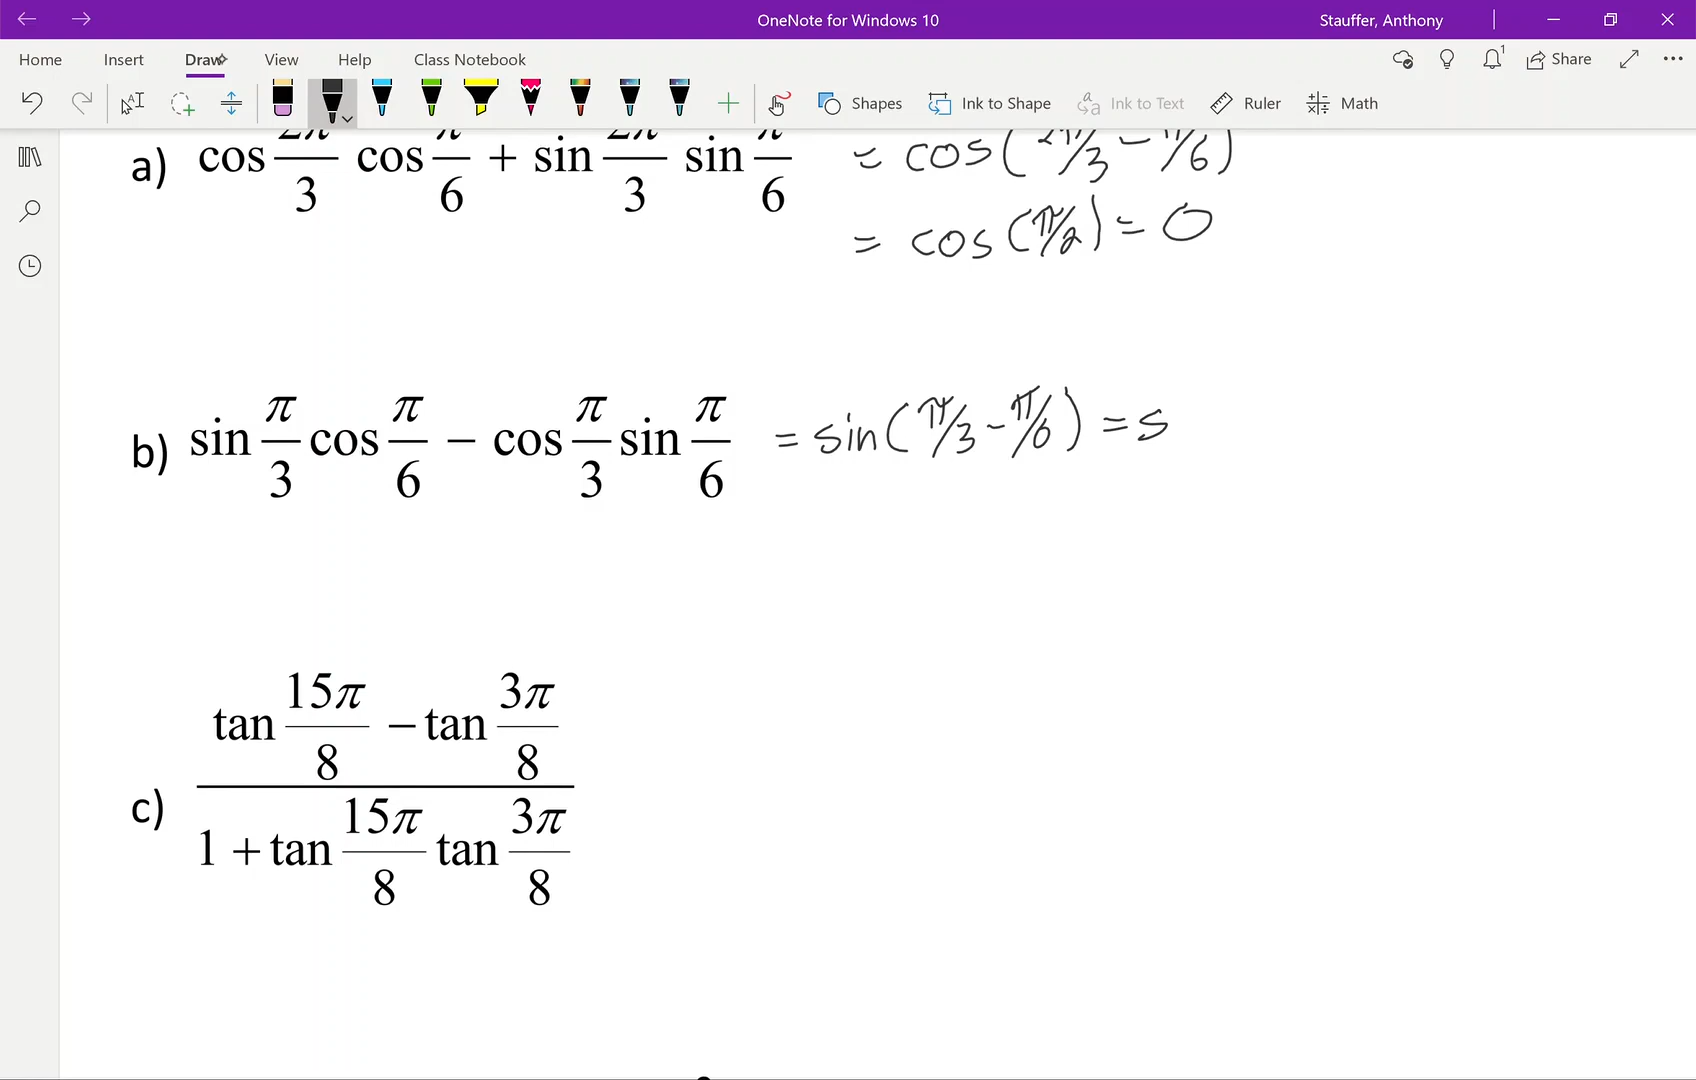 OneNote for Windows 10
Stauffer, Anthony
Home Insert Draw View Help Class Notebook
1 Share
Shapes Ink to Shape Ink to Text Ruler Math
a) cos 2π/3 cos π/6 + sin 2π/3 sin π/6 = cos(2π/3 - π/6)
= cos(π/2) = 0
b) sin π/3 cos π/6 − cos π/3 sin π/6 = sin(π/3 - π/6) = s
c) (tan 15π/8 − tan 3π/8) / (1 + tan 15π/8 tan 3π/8)